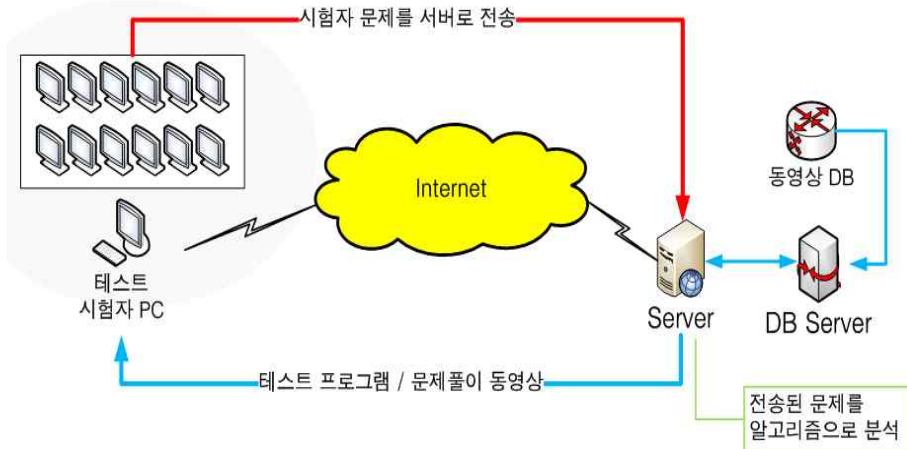 시험자 문제를 서버로 전송
Internet
동영상 DB
테스트
시험자 PC
Server
DB Server
테스트 프로그램 / 문제풀이 동영상
전송된 문제를
알고리즘으로 분석